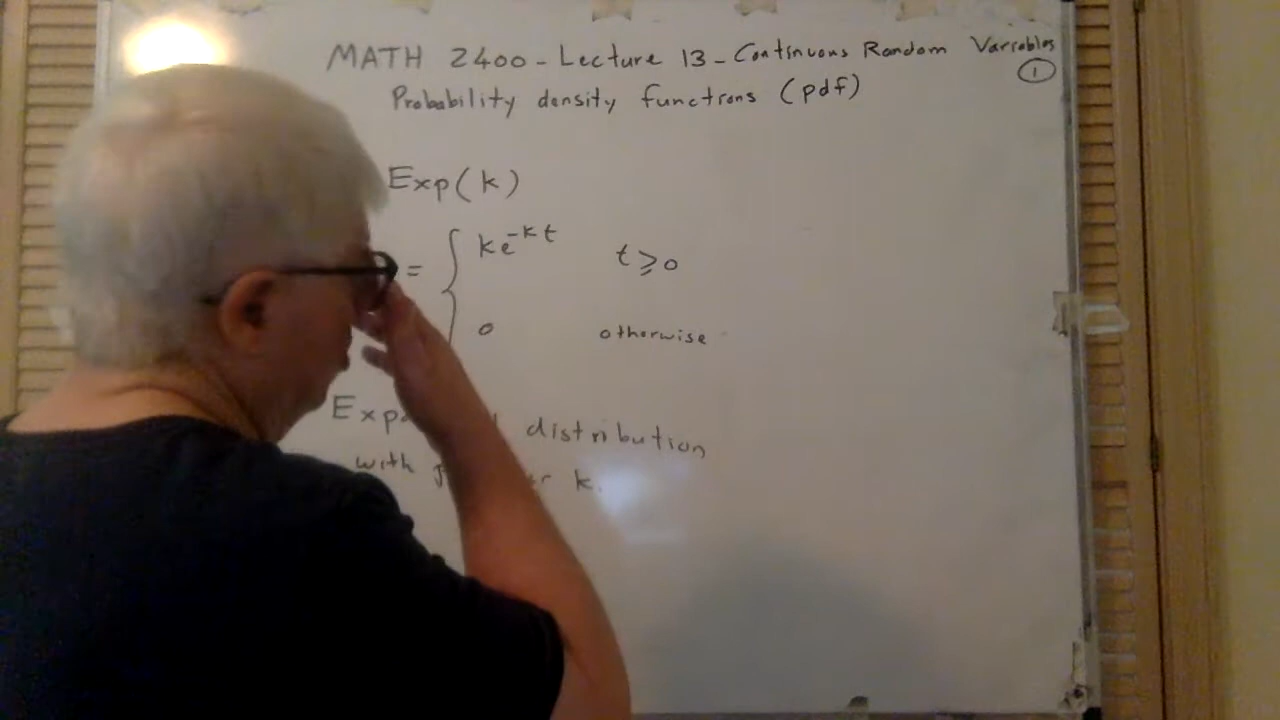 MATH 2400 - Lecture 13 - Continuous Random Variables
①
Probability density functions (pdf)
Exp(k)
= { ke^{-kt} t ≥ 0
0 otherwise
distribution
with k.